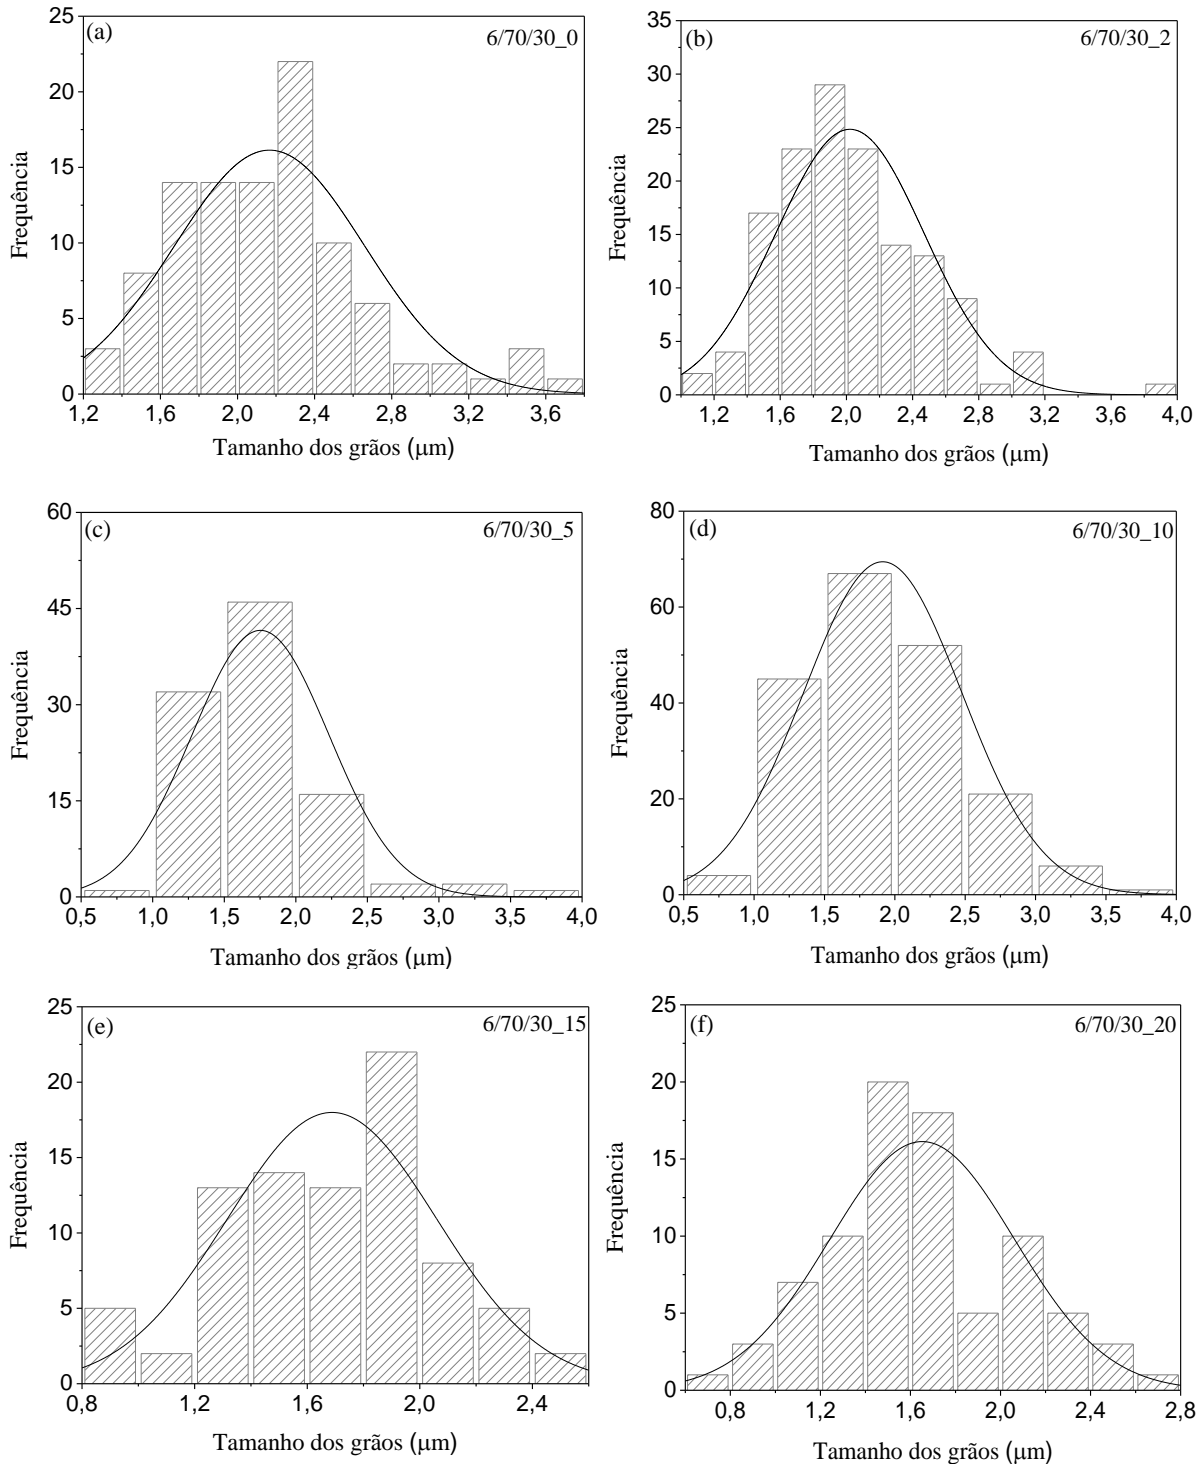 (a)
6/70/30_0
25
20
15
10
5
0
Frequência
1,2 1,6 2,0 2,4 2,8 3,2 3,6
Tamanho dos grãos (μm)
(b)
6/70/30_2
35
30
25
20
15
10
5
0
Frequência
1,2 1,6 2,0 2,4 2,8 3,2 4,0
Tamanho dos grãos (μm)
(c)
6/70/30_5
60
45
30
15
0
Frequência
0,5 1,0 1,5 2,0 2,5 3,0 3,5 4,0
Tamanho dos grãos (μm)
(d)
6/70/30_10
80
60
40
20
0
Frequência
0,5 1,0 1,5 2,0 2,5 3,0 3,5 4,0
Tamanho dos grãos (μm)
(e)
6/70/30_15
25
20
15
10
5
0
Frequência
0,8 1,2 1,6 2,0 2,4
Tamanho dos grãos (μm)
(f)
6/70/30_20
25
20
15
10
5
0
Frequência
0,8 1,2 1,6 2,0 2,4 2,8
Tamanho dos grãos (μm)